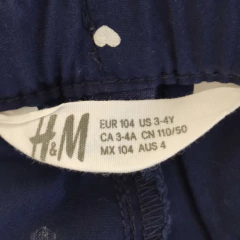 H&M
EUR 104 US 3-4Y
CA 3-4A CN 110/50
MX 104 AUS 4